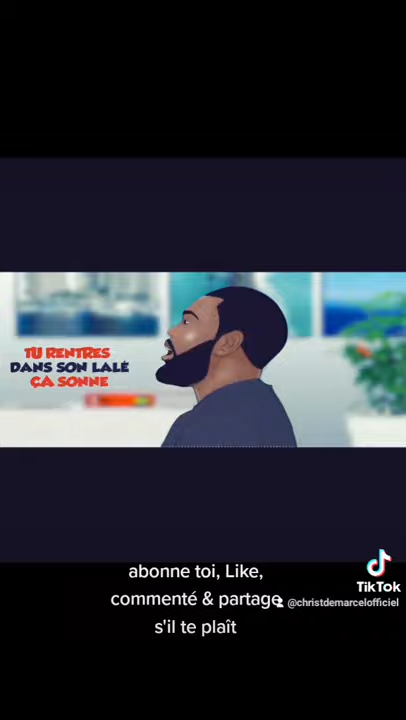 TU RENTRES
DANS SON LALÉ
ÇA SONNE
abonne toi, Like,
commenté & partage
s'il te plaît
TikTok
@christdemarcelofficiel